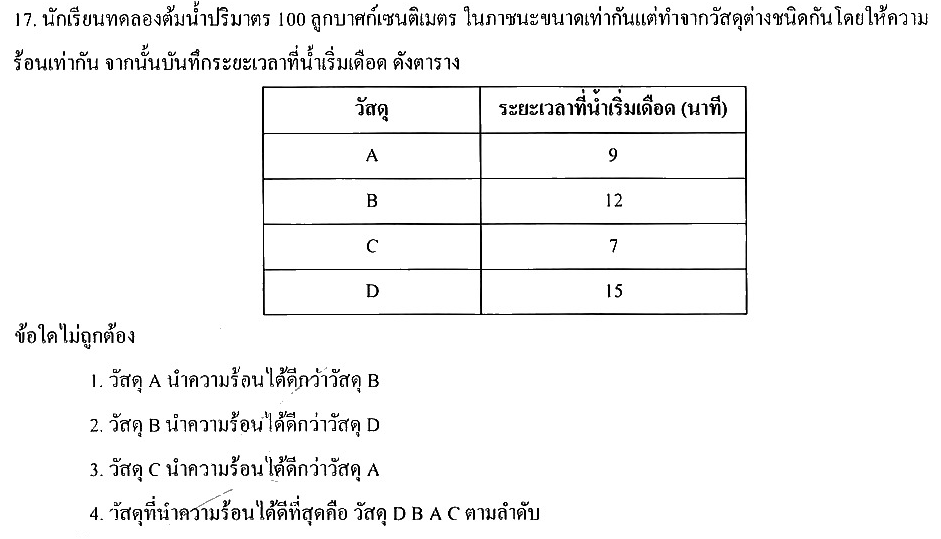 17. นักเรียนทดลองต้มน้ำปริมาตร 100 ลูกบาศก์เซนติเมตร ในภาชนะขนาดเท่ากันแต่ทำจากวัสดุต่างชนิดกันโดยให้ความ
ร้อนเท่ากัน จากนั้นบันทึกระยะเวลาที่น้ำเริ่มเดือด ดังตาราง
วัสดุ ระยะเวลาที่น้ำเริ่มเดือด (นาที)
A 9
B 12
C 7
D 15
ข้อใดไม่ถูกต้อง
1. วัสดุ A นำความร้อนได้ดีกว่าวัสดุ B
2. วัสดุ B นำความร้อนได้ดีกว่าวัสดุ D
3. วัสดุ C นำความร้อนได้ดีกว่าวัสดุ A
4. วัสดุที่นำความร้อนได้ดีที่สุดคือ วัสดุ D B A C ตามลำดับ